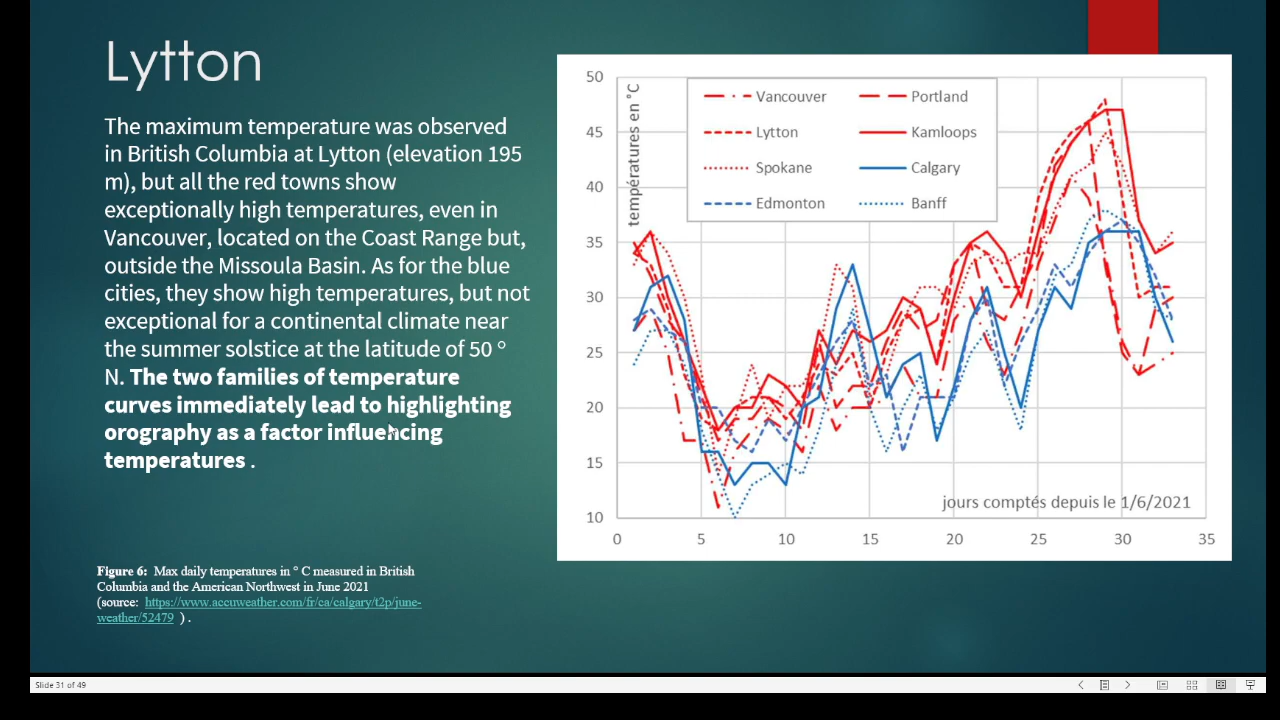 Lytton
The maximum temperature was observed
in British Columbia at Lytton (elevation 195
m), but all the red towns show
exceptionally high temperatures, even in
Vancouver, located on the Coast Range but,
outside the Missoula Basin. As for the blue
cities, they show high temperatures, but not
exceptional for a continental climate near
the summer solstice at the latitude of 50 °
N. The two families of temperature
curves immediately lead to highlighting
orography as a factor influencing
temperatures .
Figure 6: Max daily temperatures in ° C measured in British
Columbia and the American Northwest in June 2021
(source: https://www.accuweather.com/fr/ca/calgary/t2p/june-
weather/52479 ) .
températures en °C
50
45
40
35
30
25
20
15
10
Vancouver
Portland
Lytton
Kamloops
Spokane
Calgary
Edmonton
Banff
jours comptés depuis le 1/6/2021
0 5 10 15 20 25 30 35
Slide 31 of 49